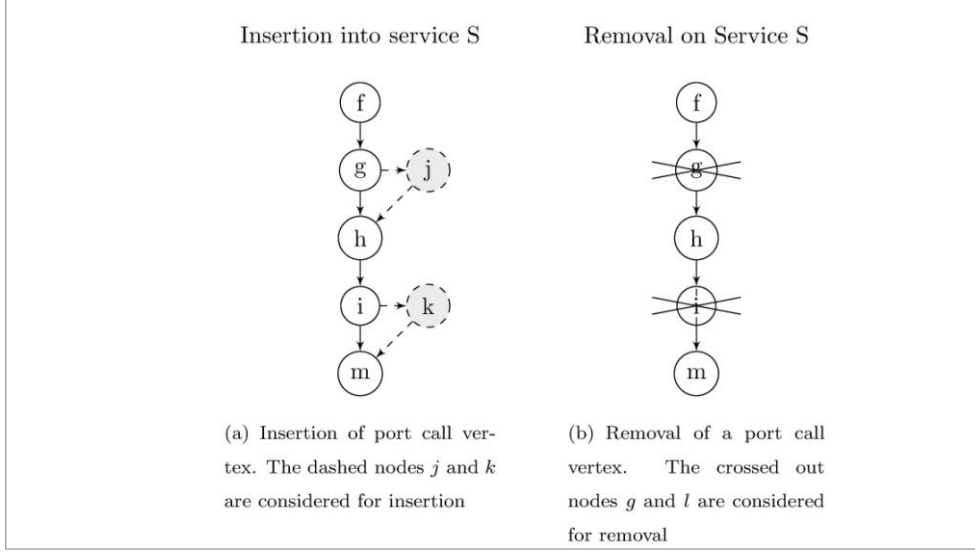 Insertion into service S
Removal on Service S
f
g
j
h
i
k
m
f
g
h
i
m
(a) Insertion of port call ver-
tex. The dashed nodes j and k
are considered for insertion
(b) Removal of a port call
vertex. The crossed out
nodes g and l are considered
for removal